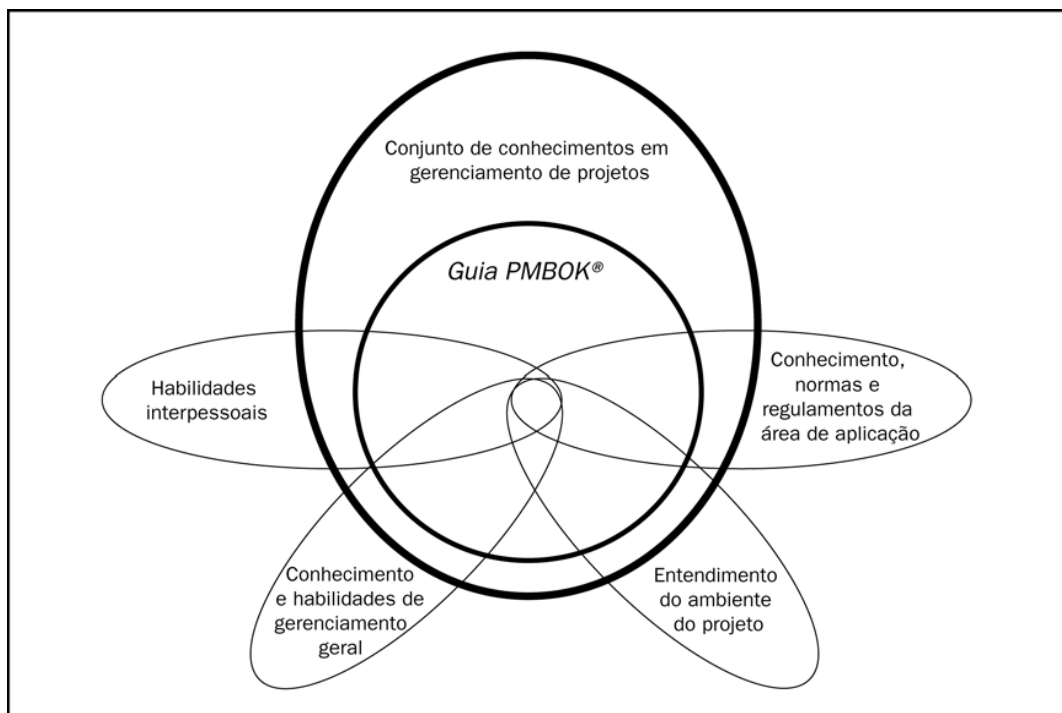 Conjunto de conhecimentos em
gerenciamento de projetos
Guia PMBOK®
Habilidades
interpessoais
Conhecimento,
normas e
regulamentos da
área de aplicação
Conhecimento
e habilidades de
gerenciamento
geral
Entendimento
do ambiente
do projeto